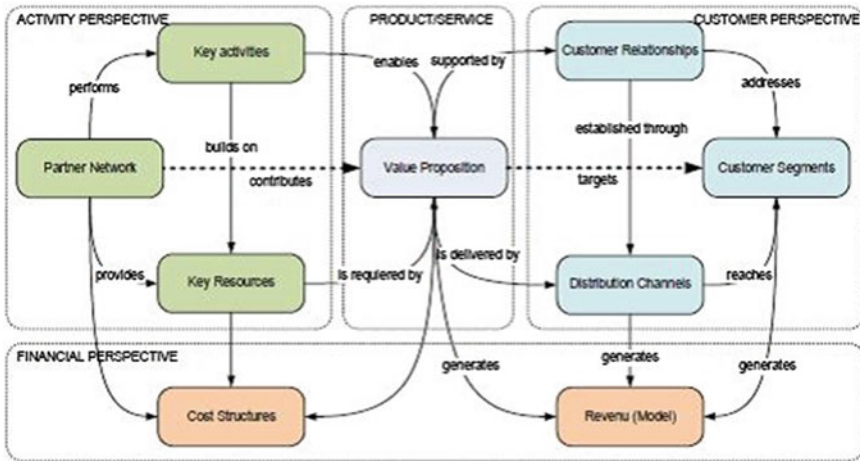 ACTIVITY PERSPECTIVE
PRODUCT/SERVICE
CUSTOMER PERSPECTIVE
Key activities
Customer Relationships
enables
supported by
performs
addresses
established through
builds on
Partner Network
Value Proposition
Customer Segments
contributes
targets
provides
is requiered by
is delivered by
reaches
Key Resources
Distribution Channels
FINANCIAL PERSPECTIVE
generates
generates
generates
Cost Structures
Revenu (Model)